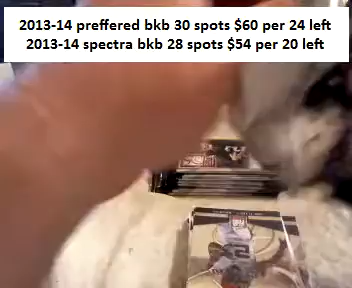 2013-14 preffered bkb 30 spots $60 per 24 left
2013-14 spectra bkb 28 spots $54 per 20 left